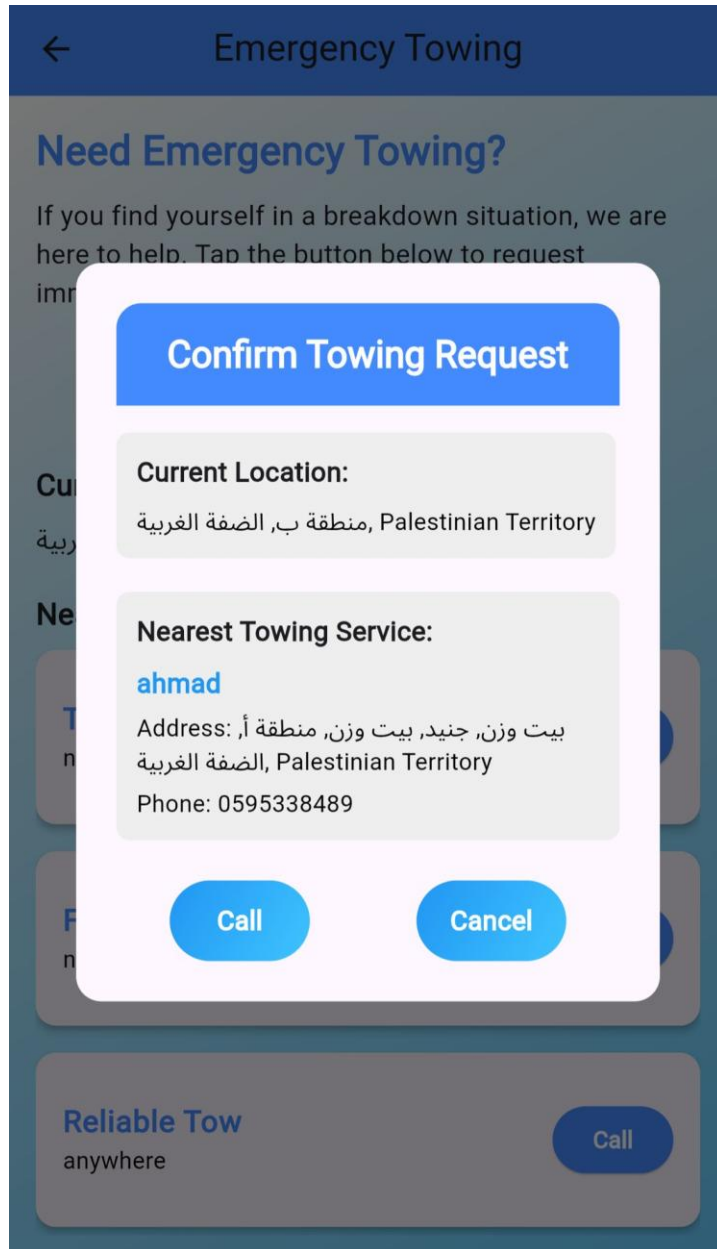 Emergency Towing
Need Emergency Towing?
If you find yourself in a breakdown situation, we are
here to help. Tap the button below to request
Confirm Towing Request
Current Location:
منطقة ب, الضفة الغربية, Palestinian Territory
Nearest Towing Service:
ahmad
Address: بيت وزن, جنيد, بيت وزن, منطقة أ,
الضفة الغربية, Palestinian Territory
Phone: 0595338489
Call
Cancel
Reliable Tow
Call
anywhere